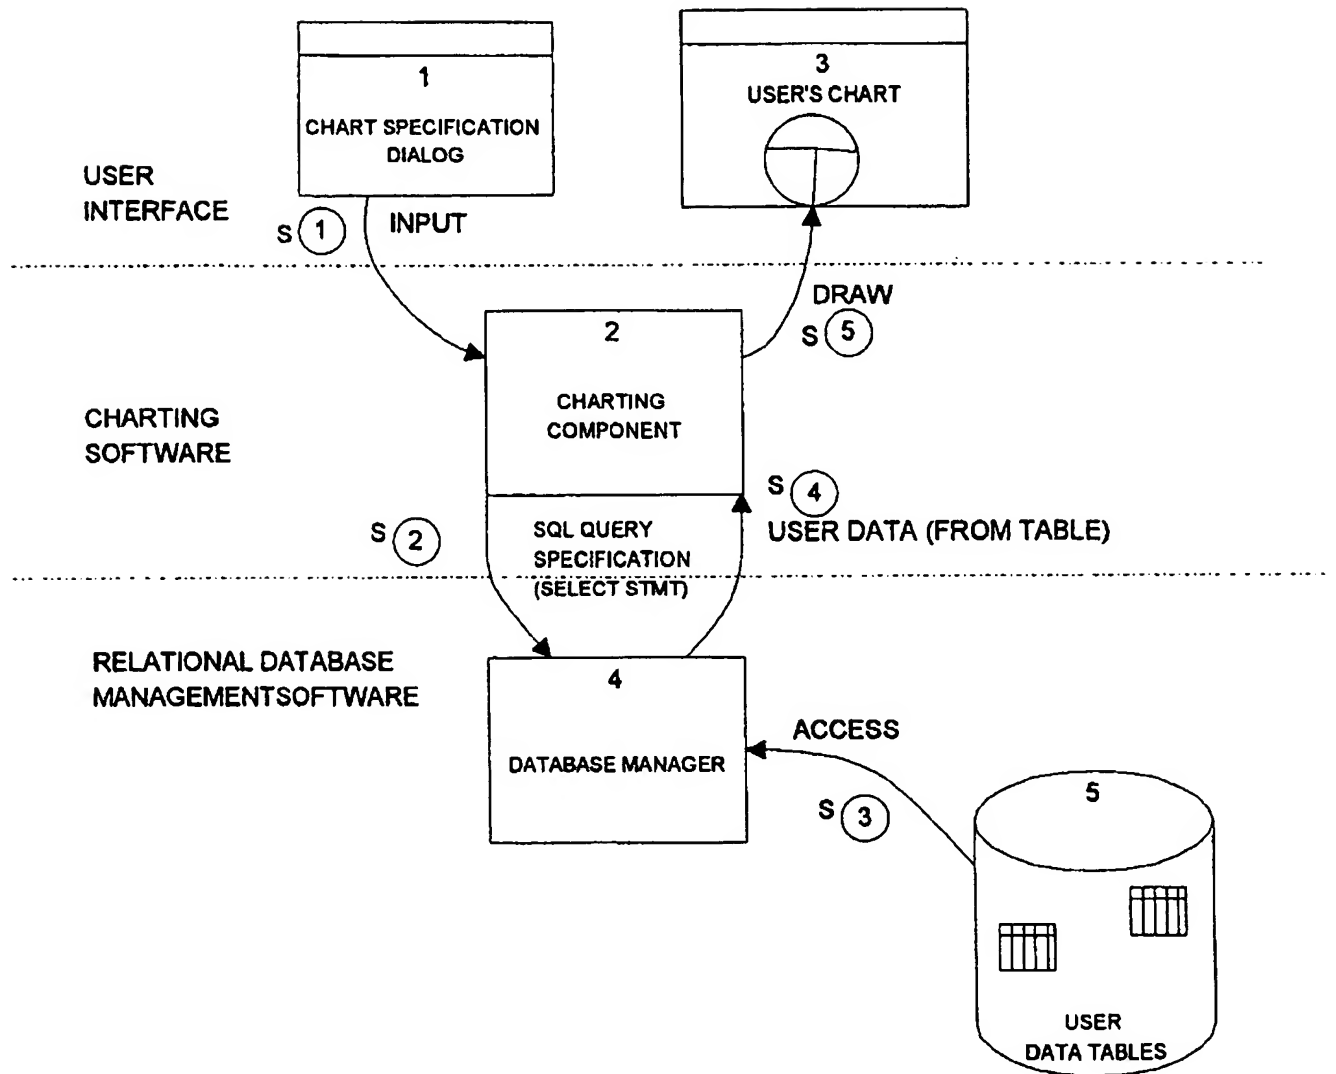 1
CHART SPECIFICATION
DIALOG
3
USER'S CHART
USER
INTERFACE
S 1
INPUT
DRAW
S 5
2
CHARTING
COMPONENT
CHARTING
SOFTWARE
S 4
USER DATA (FROM TABLE)
S 2
SQL QUERY
SPECIFICATION
(SELECT STMT)
RELATIONAL DATABASE
MANAGEMENTSOFTWARE
4
DATABASE MANAGER
ACCESS
S 3
5
USER
DATA TABLES